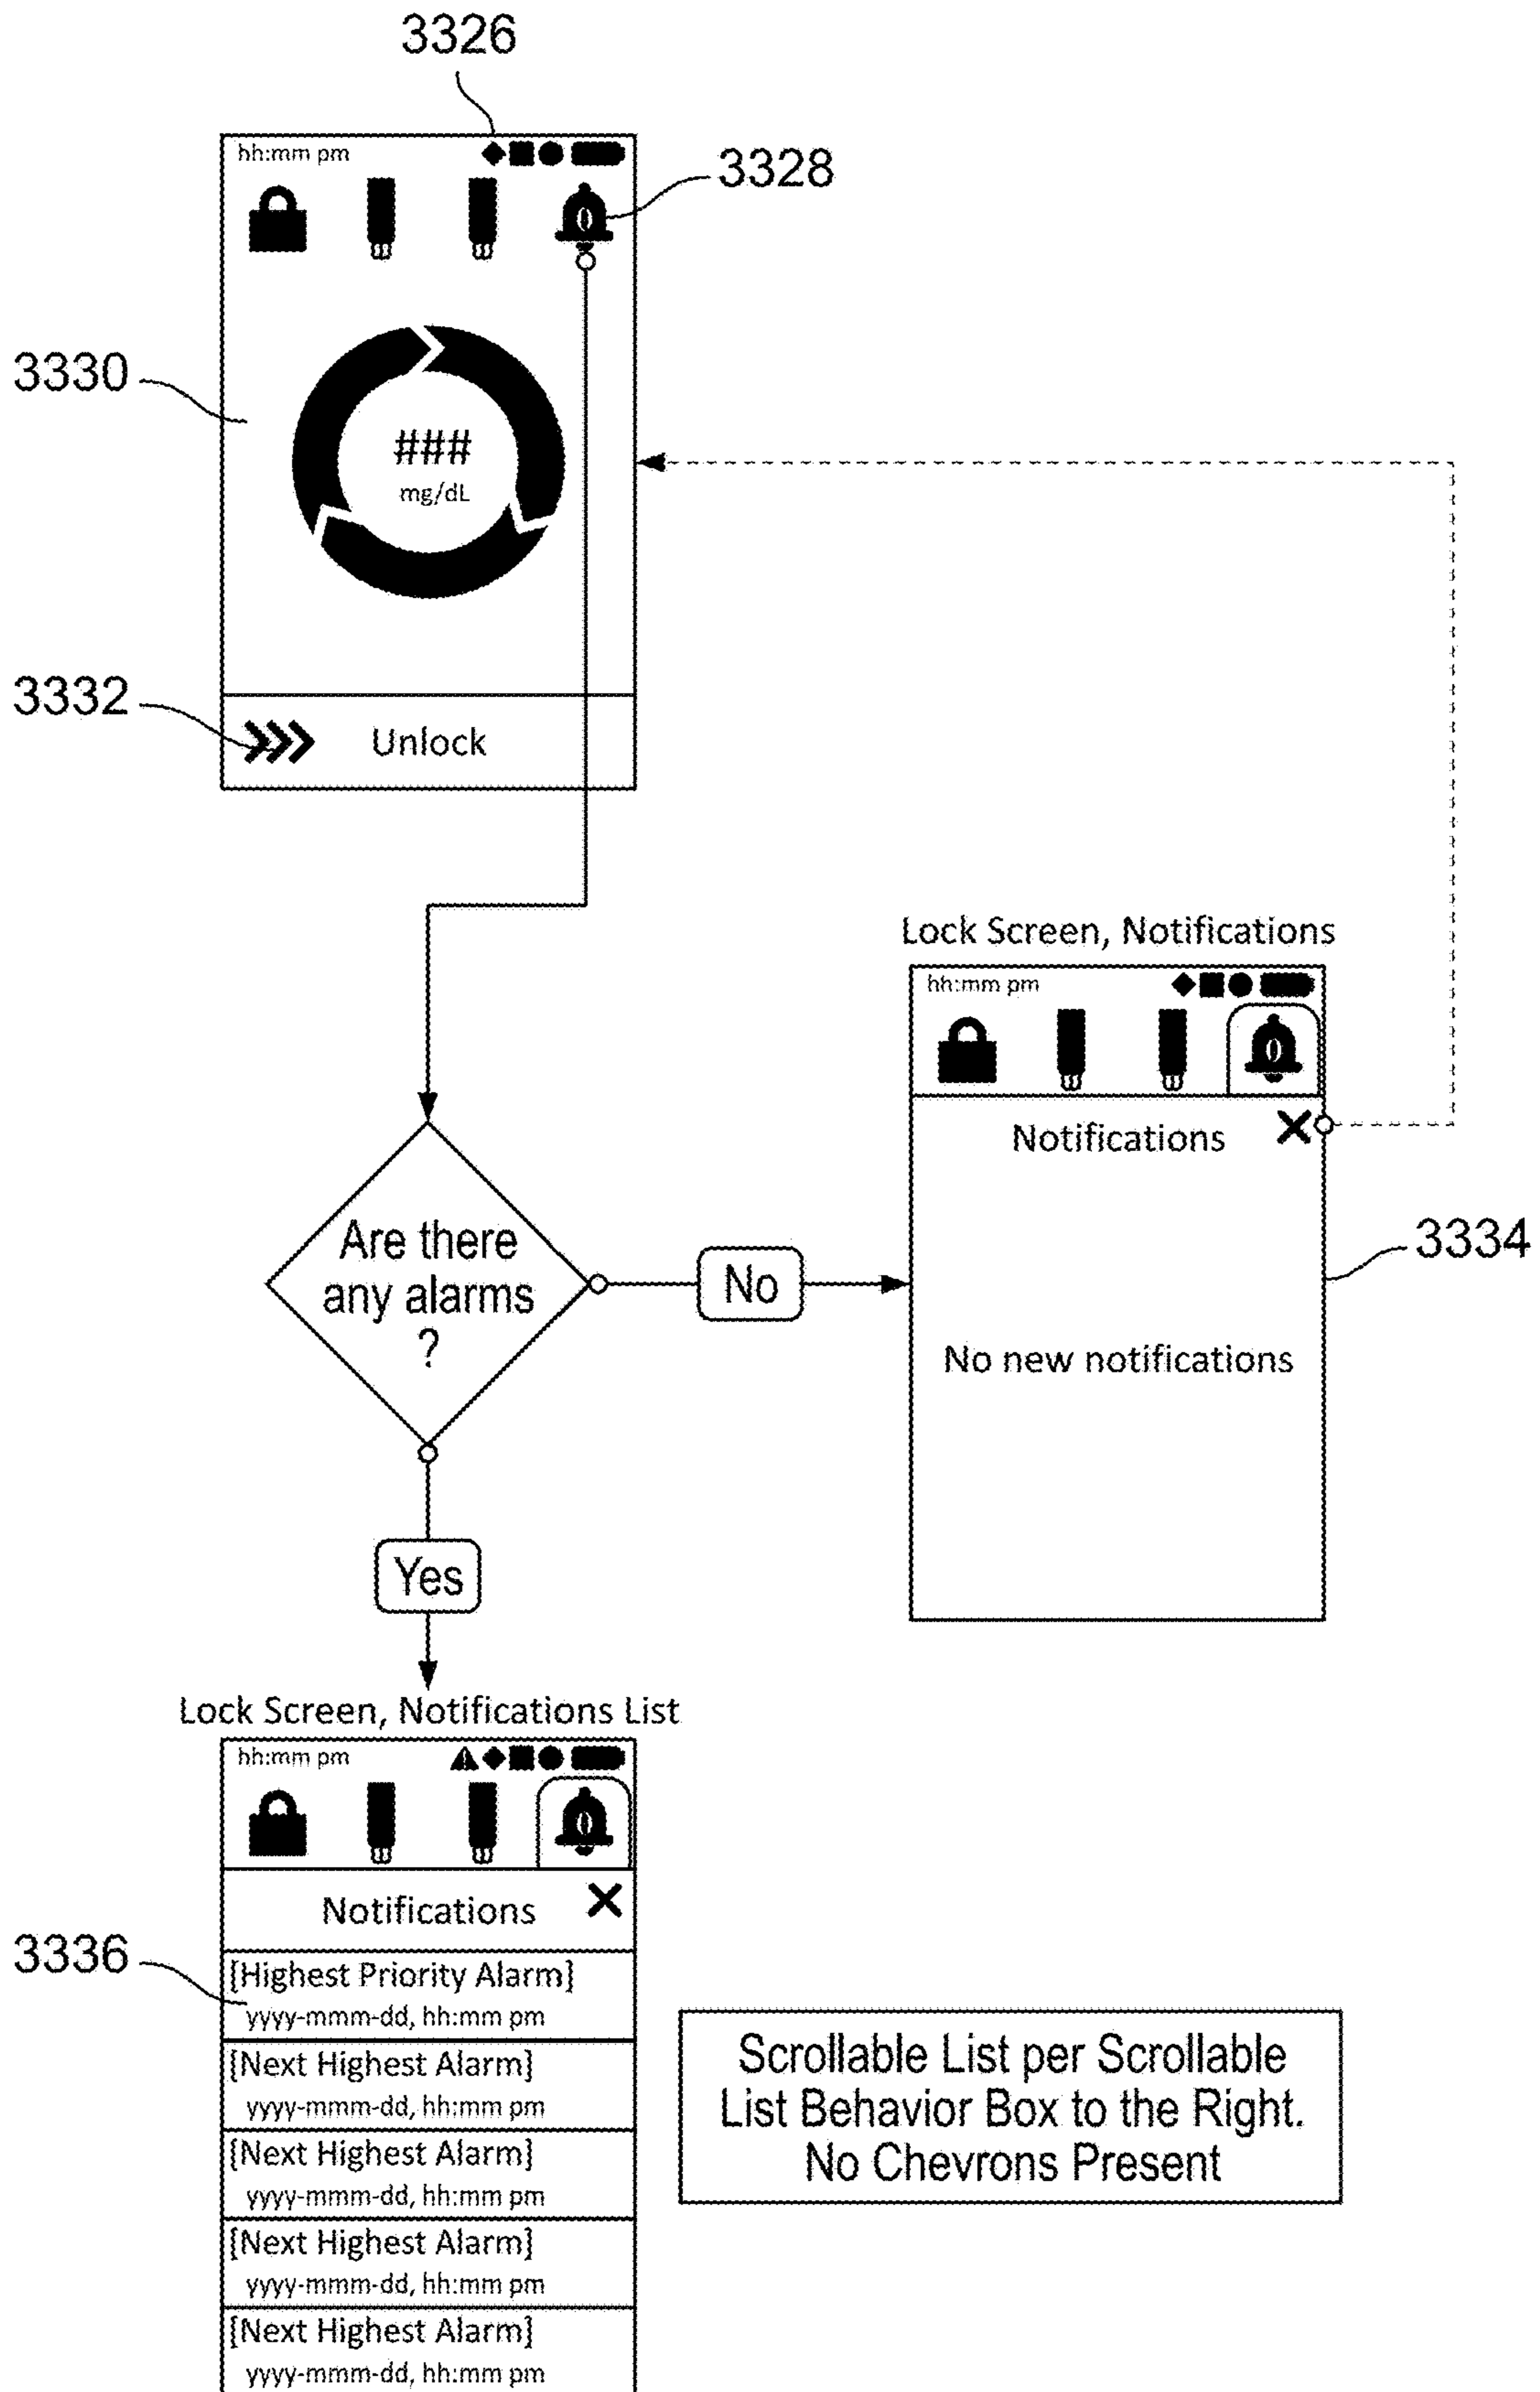 3326
hh:mm pm
0
3328
3330
###
mg/dL
3332
Unlock
Lock Screen, Notifications
hh:mm pm
0
Notifications
3334
No new notifications
Are there
any alarms
?
No
Yes
Lock Screen, Notifications List
hh:mm pm
0
Notifications
3336
[Highest Priority Alarm]
yyyy-mmm-dd, hh:mm pm
[Next Highest Alarm]
yyyy-mmm-dd, hh:mm pm
[Next Highest Alarm]
yyyy-mmm-dd, hh:mm pm
[Next Highest Alarm]
yyyy-mmm-dd, hh:mm pm
[Next Highest Alarm]
yyyy-mmm-dd, hh:mm pm
Scrollable List per Scrollable
List Behavior Box to the Right.
No Chevrons Present